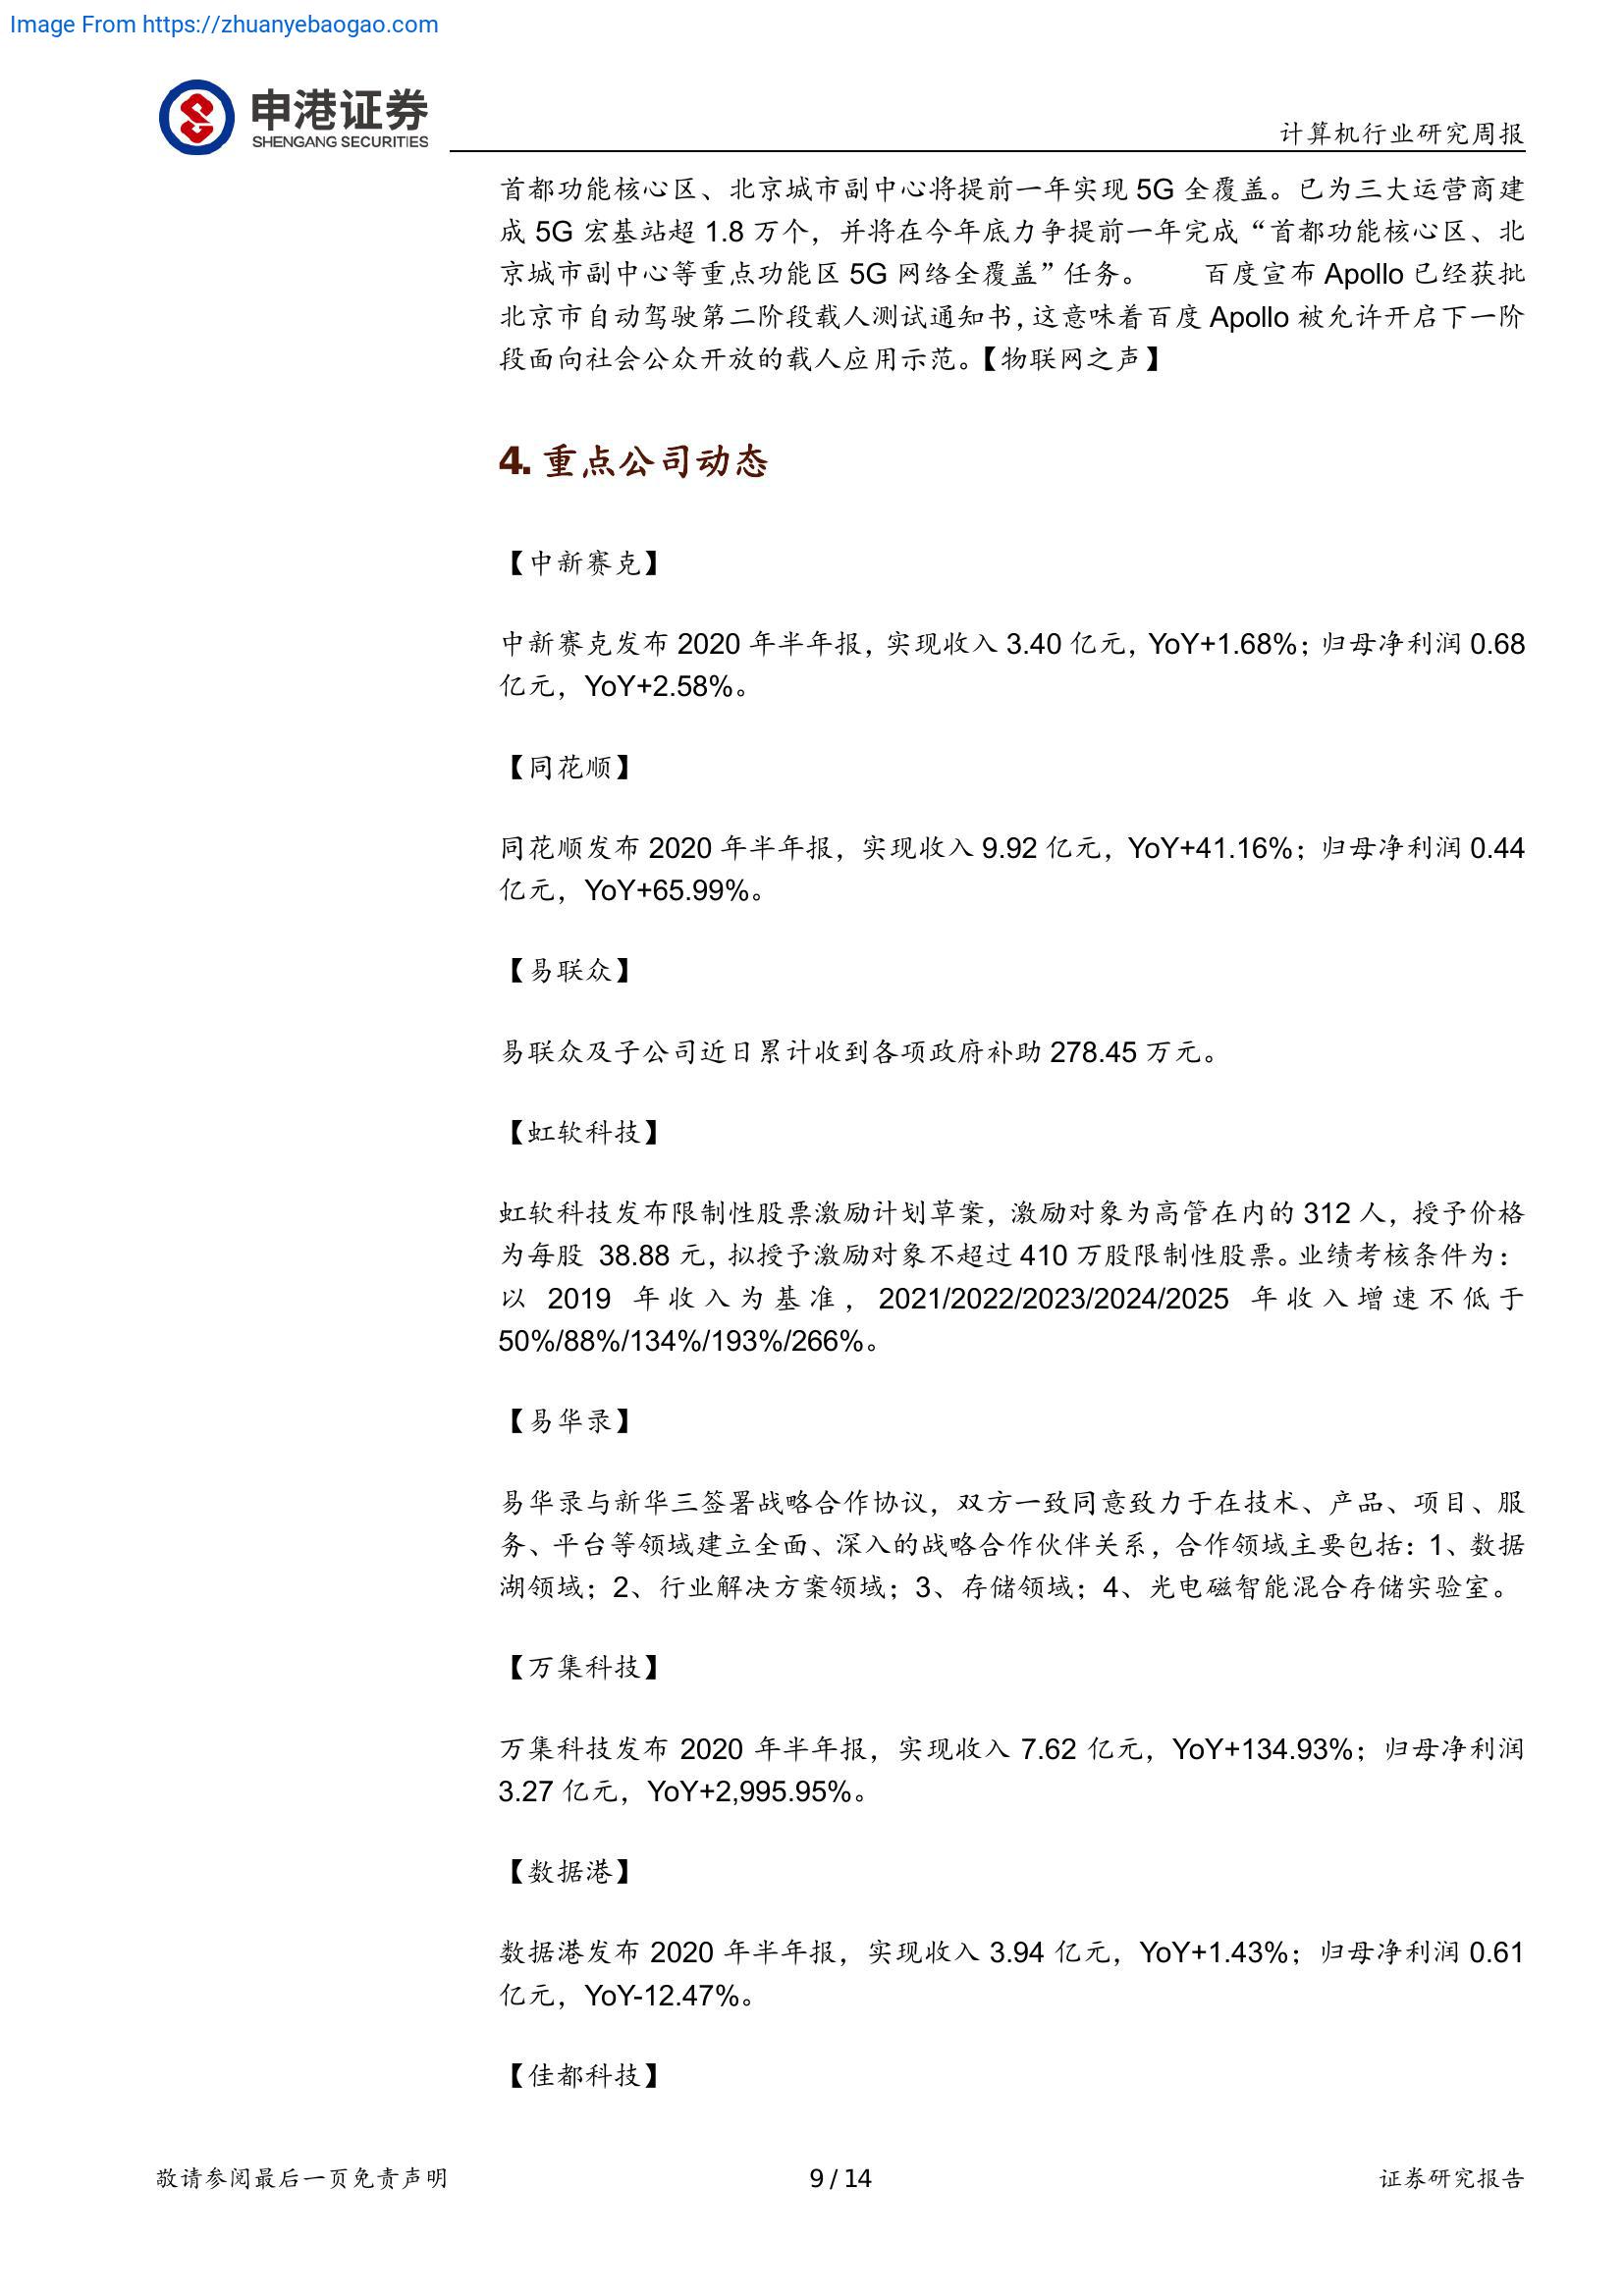 Image From https://zhuanyebaogao.com
申港证券
SHENGANG SECURITIES
计算机行业研究周报
首都功能核心区、北京城市副中心将提前一年实现 5G 全覆盖。已为三大运营商建
成 5G 宏基站超 1.8 万个，并将在今年底力争提前一年完成“首都功能核心区、北
京城市副中心等重点功能区 5G 网络全覆盖”任务。 百度宣布 Apollo 已经获批
北京市自动驾驶第二阶段载人测试通知书，这意味着百度 Apollo 被允许开启下一阶
段面向社会公众开放的载人应用示范。【物联网之声】
4. 重点公司动态
【中新赛克】
中新赛克发布 2020 年半年报，实现收入 3.40 亿元，YoY+1.68%；归母净利润 0.68
亿元，YoY+2.58%。
【同花顺】
同花顺发布 2020 年半年报，实现收入 9.92 亿元，YoY+41.16%；归母净利润 0.44
亿元，YoY+65.99%。
【易联众】
易联众及子公司近日累计收到各项政府补助 278.45 万元。
【虹软科技】
虹软科技发布限制性股票激励计划草案，激励对象为高管在内的 312 人，授予价格
为每股 38.88 元，拟授予激励对象不超过 410 万股限制性股票。业绩考核条件为：
以 2019 年收入为基准，2021/2022/2023/2024/2025 年收入增速不低于
50%/88%/134%/193%/266%。
【易华录】
易华录与新华三签署战略合作协议，双方一致同意致力于在技术、产品、项目、服
务、平台等领域建立全面、深入的战略合作伙伴关系，合作领域主要包括：1、数据
湖领域；2、行业解决方案领域；3、存储领域；4、光电磁智能混合存储实验室。
【万集科技】
万集科技发布 2020 年半年报，实现收入 7.62 亿元，YoY+134.93%；归母净利润
3.27 亿元，YoY+2,995.95%。
【数据港】
数据港发布 2020 年半年报，实现收入 3.94 亿元，YoY+1.43%；归母净利润 0.61
亿元，YoY-12.47%。
【佳都科技】
敬请参阅最后一页免责声明
9 / 14
证券研究报告